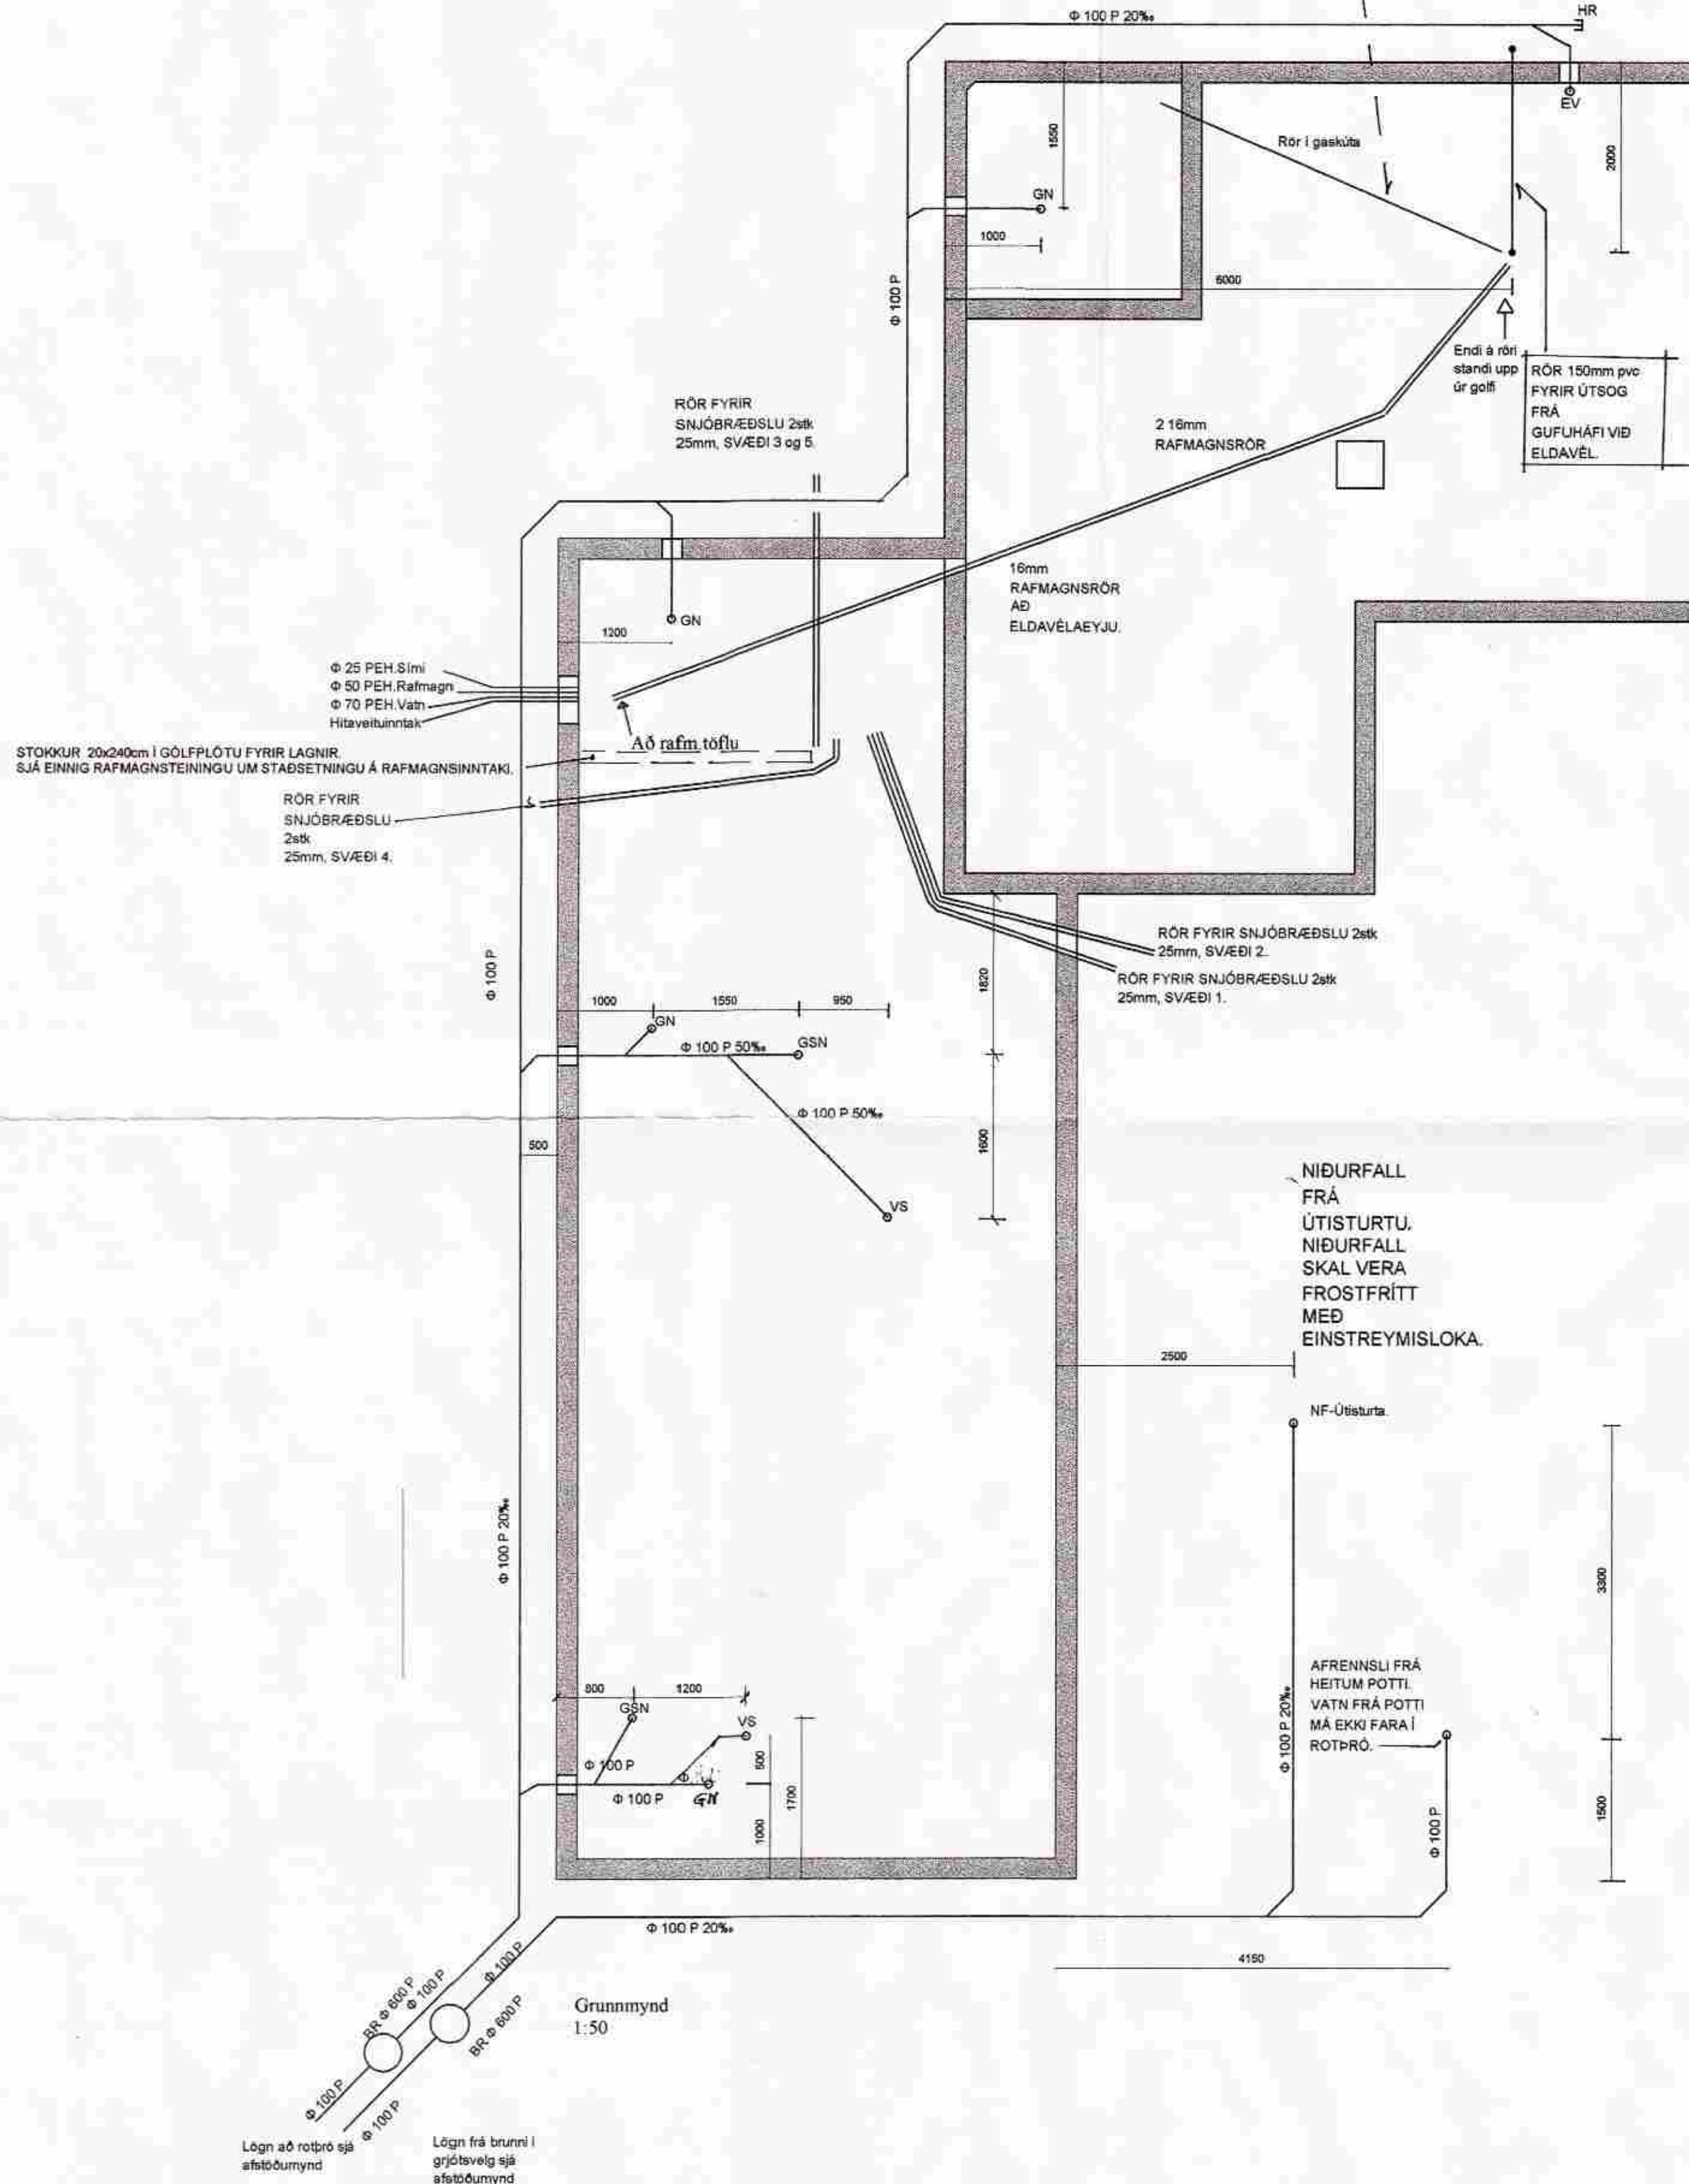 Φ 100 P 20‰
HR
EV
1550
Rör í gaskúta
2000
GN
1000
6000
Φ 100 P
Endi á röri
standi upp
úr golfi
RÖR 150mm pvc
FYRIR ÚTSOG
FRÁ
GUFUHÁFI VIÐ
ELDAVÉL.
RÖR FYRIR
SNJÓBRÆÐSLU 2stk
25mm, SVÆÐI 3 og 5.
2 16mm
RAFMAGNSRÖR
16mm
RAFMAGNSRÖR
AÐ
ELDAVÉLAEYJU.
GN
1200
Φ 25 PEH.Sími
Φ 50 PEH.Rafmagn
Φ 70 PEH.Vatn
Hitaveituinntak
Að rafm.töflu
STOKKUR 20x240cm Í GÓLFPLÖTU FYRIR LAGNIR.
SJÁ EINNIG RAFMAGNSTEININGU UM STAÐSETNINGU Á RAFMAGNSINNTAKI.
RÖR FYRIR
SNJÓBRÆÐSLU
2stk
25mm, SVÆÐI 4.
RÖR FYRIR SNJÓBRÆÐSLU 2stk
25mm, SVÆÐI 2.
RÖR FYRIR SNJÓBRÆÐSLU 2stk
25mm, SVÆÐI 1.
Φ 100 P
1820
1000
1550
950
GN
Φ 100 P 50‰
GSN
Φ 100 P 50‰
1600
500
VS
NIÐURFALL
FRÁ
ÚTISTURTU.
NIÐURFALL
SKAL VERA
FROSTFRÍTT
MEÐ
EINSTREYMISLOKA.
2500
NF-Útisturta.
Φ 100 P 20‰
3300
AFRENNSLI FRÁ
HEITUM POTTI.
VATN FRÁ POTTI
MÁ EKKI FARA Í
ROTÞRÓ.
Φ 100 P 20‰
800
1200
GSN
VS
Φ 100 P
Φ
500
1700
Φ 100 P
GN
1000
Φ 100 P
1500
Φ 100 P 20‰
4150
Φ 100 P
BR Φ 600 P
Φ 100 P
BR Φ 600 P
Grunnmynd
1:50
Φ 100 P
Φ 100 P
Lögn að rotþró sjá
afstöðumynd
Lögn frá brunni í
grjótsvelg sjá
afstöðumynd